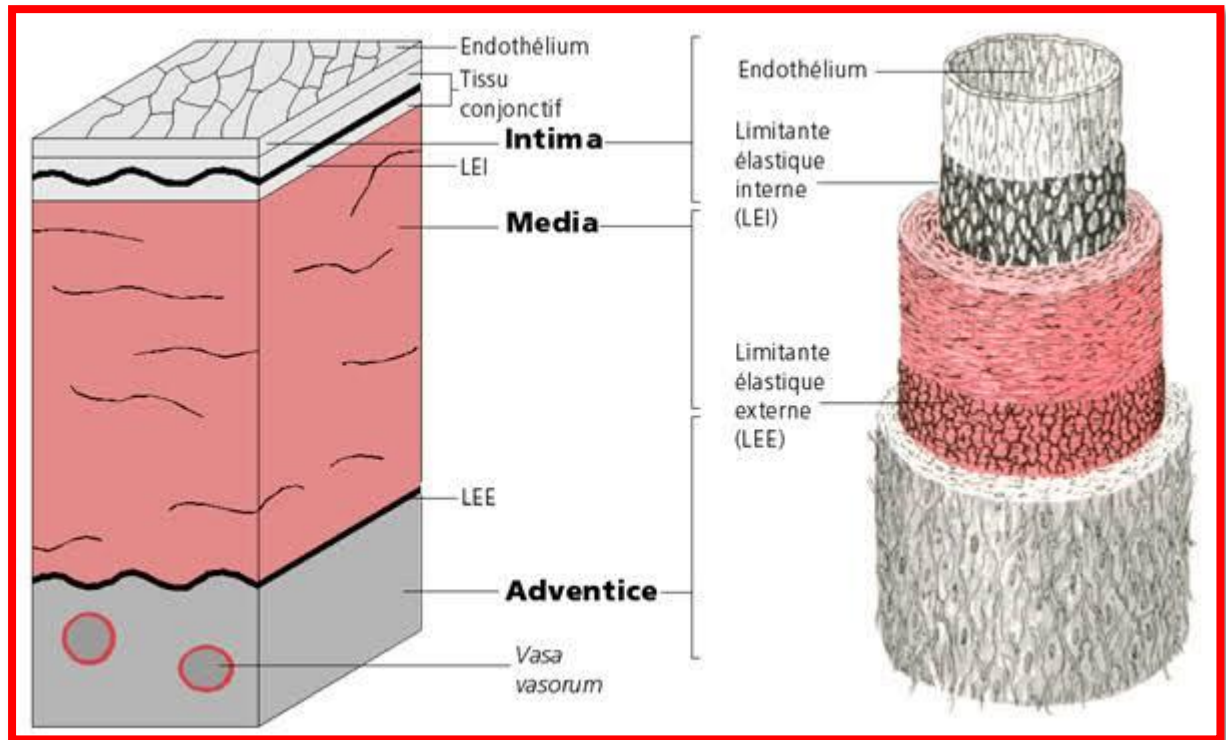 Endothélium
Tissu
conjonctif
Intima
LEI
Media
LEE
Adventice
Vasa
vasorum
Endothélium
Limitante
élastique
interne
(LEI)
Limitante
élastique
externe
(LEE)